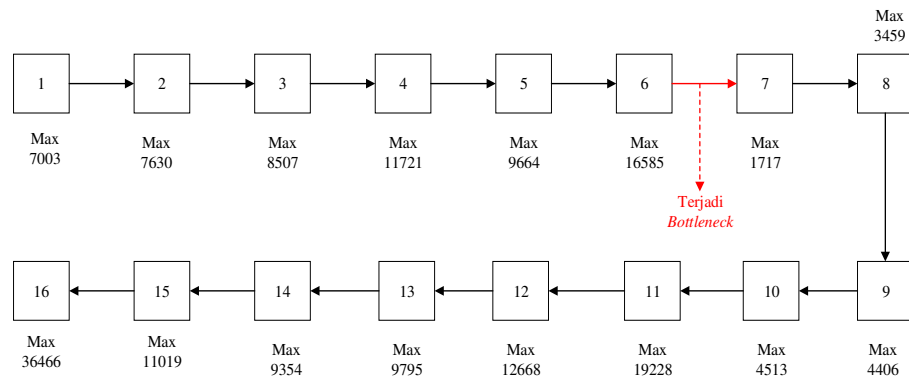 Max
3459
1
2
3
4
5
6
7
8
Max
7003
Max
7630
Max
8507
Max
11721
Max
9664
Max
16585
Max
1717
Terjadi
Bottleneck
16
15
14
13
12
11
10
9
Max
36466
Max
11019
Max
9354
Max
9795
Max
12668
Max
19228
Max
4513
Max
4406